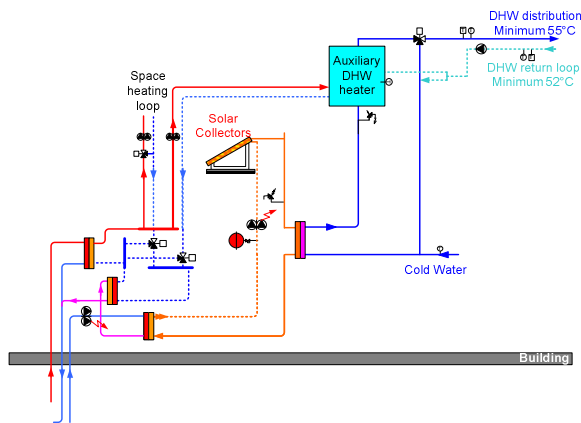 DHW distribution
Minimum 55°C
Auxiliary
DHW
heater
DHW return loop
Minimum 52°C
Space
heating
loop
Solar
Collectors
Cold Water
Building